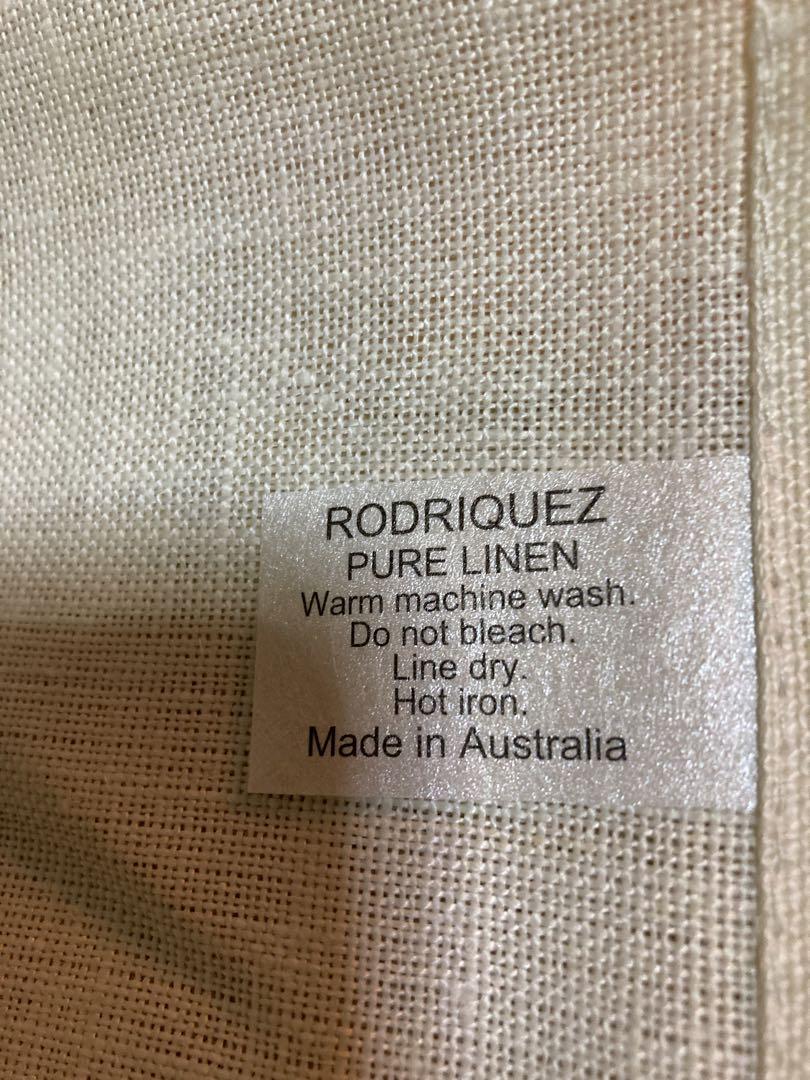 RODRIQUEZ
PURE LINEN
Warm machine wash.
Do not bleach.
Line dry.
Hot iron.
Made in Australia